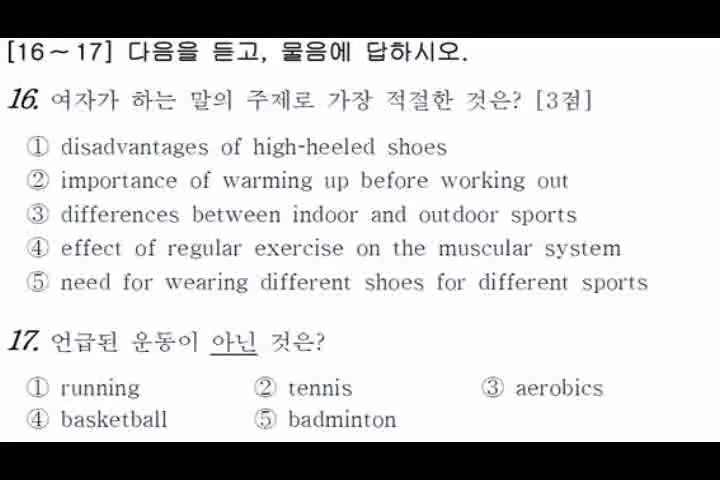 [16～17] 다음을 듣고, 물음에 답하시오.
16. 여자가 하는 말의 주제로 가장 적절한 것은? [3점]
① disadvantages of high-heeled shoes
② importance of warming up before working out
③ differences between indoor and outdoor sports
④ effect of regular exercise on the muscular system
⑤ need for wearing different shoes for different sports
17. 언급된 운동이 아닌 것은?
① running ② tennis ③ aerobics
④ basketball ⑤ badminton